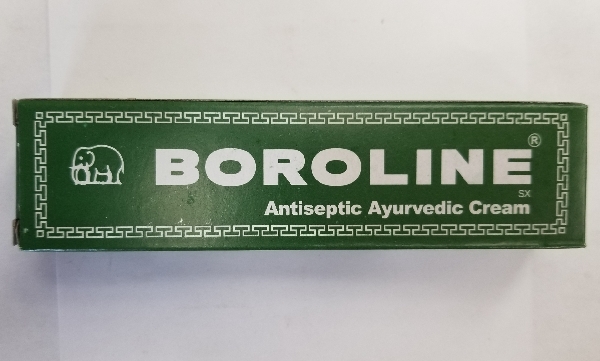 BOROLINE®
SX
Antiseptic Ayurvedic Cream